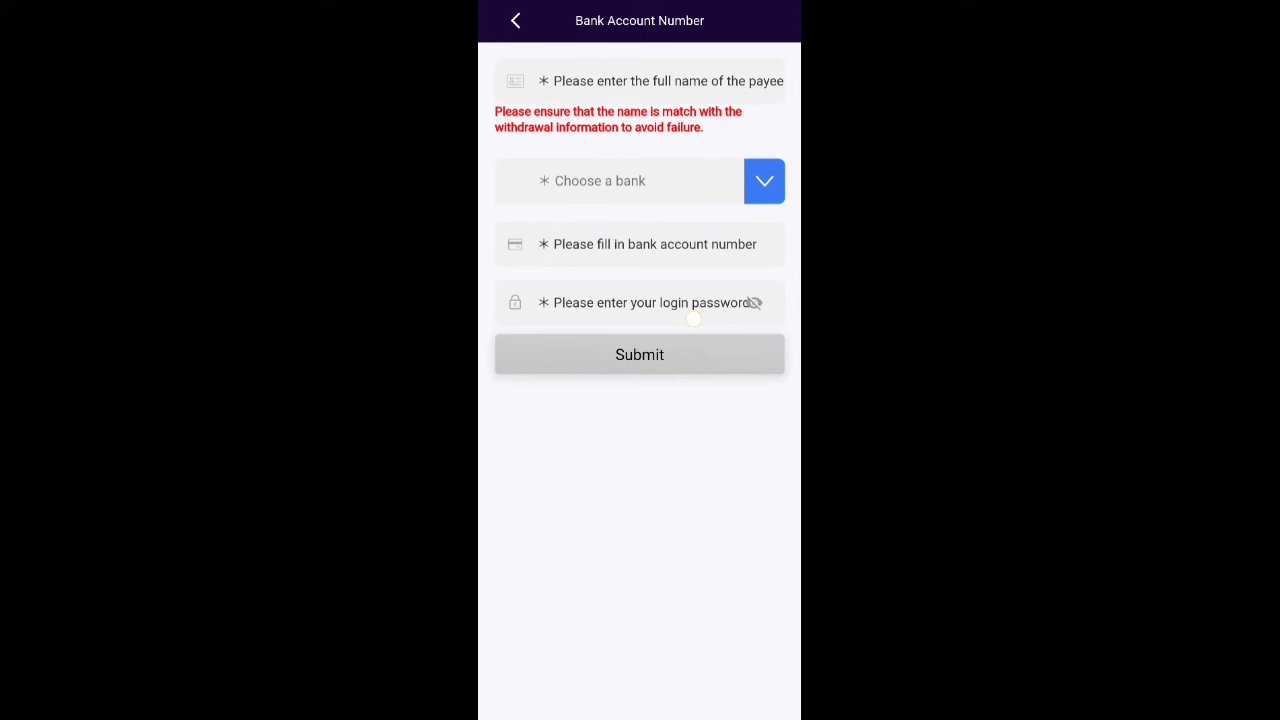 Bank Account Number
* Please enter the full name of the payee
Please ensure that the name is match with the
withdrawal information to avoid failure.
* Choose a bank
* Please fill in bank account number
* Please enter your login password
Submit